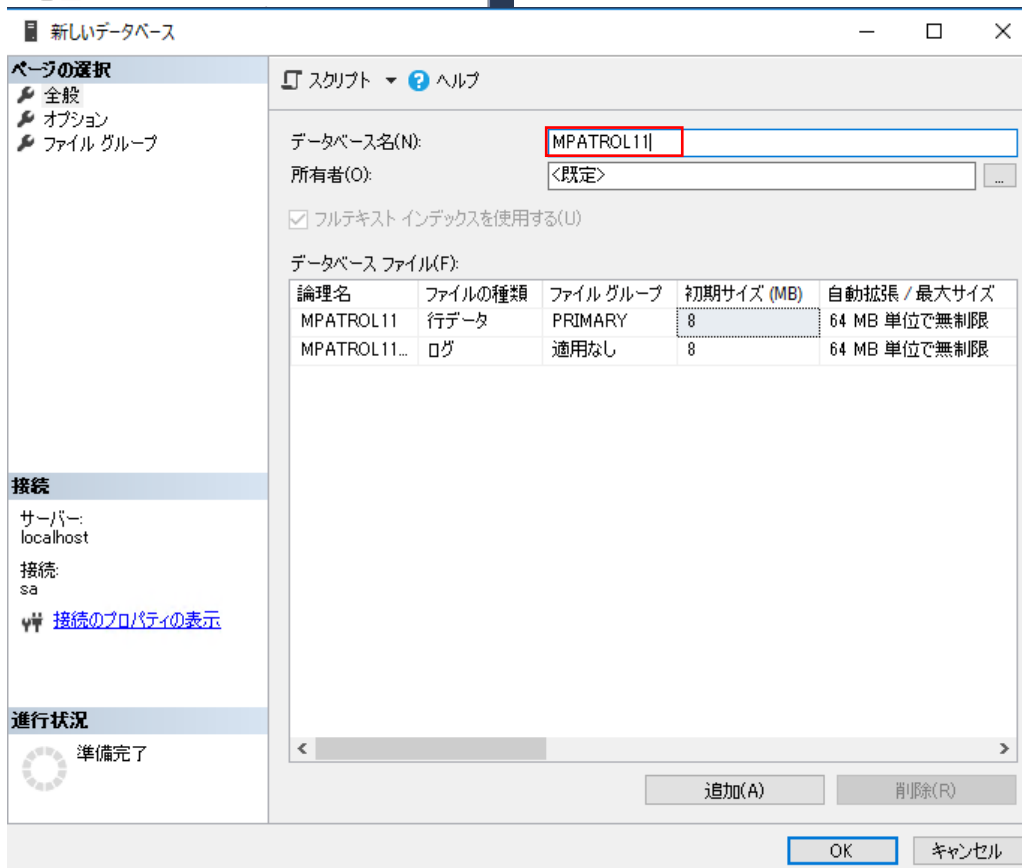 新しいデータベース
ページの選択
全般
オプション
ファイル グループ
接続
サーバー:
localhost
接続:
sa
接続のプロパティの表示
進行状況
準備完了
スクリプト ヘルプ
データベース名(N): MPATROL11
所有者(O): <既定> ...
フルテキスト インデックスを使用する(U)
データベース ファイル(F):
論理名 ファイルの種類 ファイル グループ 初期サイズ (MB) 自動拡張 / 最大サイズ
MPATROL11 行データ PRIMARY 8 64 MB 単位で無制限
MPATROL11... ログ 適用なし 8 64 MB 単位で無制限
追加(A) 削除(R)
OK キャンセル